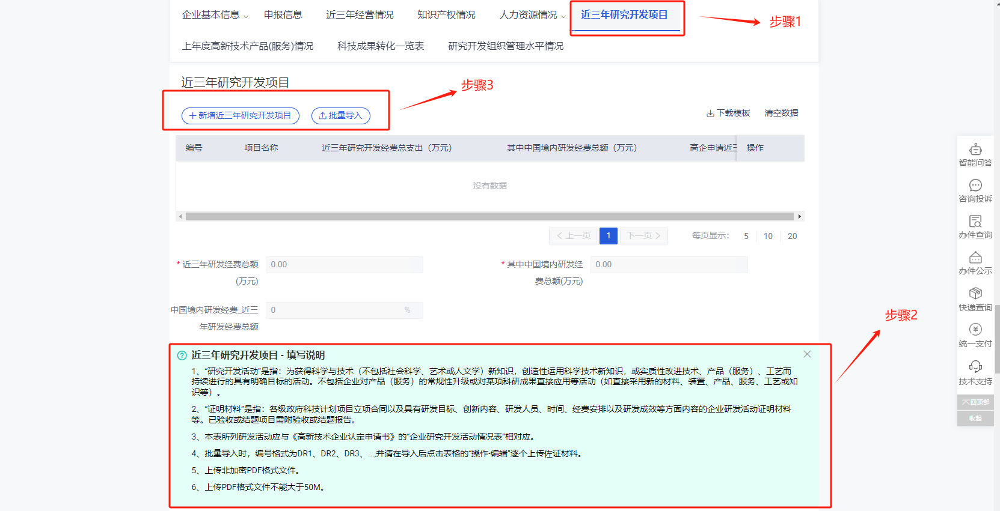 企业基本信息 申报信息 近三年经营情况 知识产权情况 人力资源情况 近三年研究开发项目 步骤1
上年度高新技术产品(服务)情况 科技成果转化一览表 研究开发组织管理水平情况
近三年研究开发项目
步骤3
新增近三年研究开发项目 批量导入 下载模板 清空数据
编号 项目名称 近三年研究开发经费总支出（万元） 其中中国境内研发经费总额（万元） 高企申请近三 操作
没有数据
上一页 1 下一页 每页显示： 5 10 20
* 近三年研发经费总额(万元) 0.00
* 其中中国境内研发经费总额(万元) 0.00
中国境内研发经费_近三年研发经费总额 0 %
步骤2
近三年研究开发项目 - 填写说明
1、“研究开发活动”是指：为获得科学与技术（不包括社会科学、艺术或人文学）新知识，创造性运用科学技术新知识，或实质性改进技术、产品（服务）、工艺而
持续进行的具有明确目标的活动。不包括企业对产品（服务）的常规性升级或对某项科研成果直接应用等活动（如直接采用新的材料、装置、产品、服务、工艺或知
识等）。
2、“证明材料”是指：各级政府科技计划项目立项合同以及具有研发目标、创新内容、研发人员、时间、经费安排以及研发成效等方面内容的企业研发活动证明材料
等。已验收或结题项目需附验收或结题报告。
3、本表所列研发活动应与《高新技术企业认定申请书》的“企业研究开发活动情况表”相对应。
4、批量导入时，编号格式为DR1、DR2、DR3、...,并请在导入后点击表格的“操作-编辑”逐个上传佐证材料。
5、上传非加密PDF格式文件。
6、上传PDF格式文件不能大于50M。
智能问答
咨询投诉
办件查询
办件公示
快递查询
统一支付
技术支持
回顶部
收起